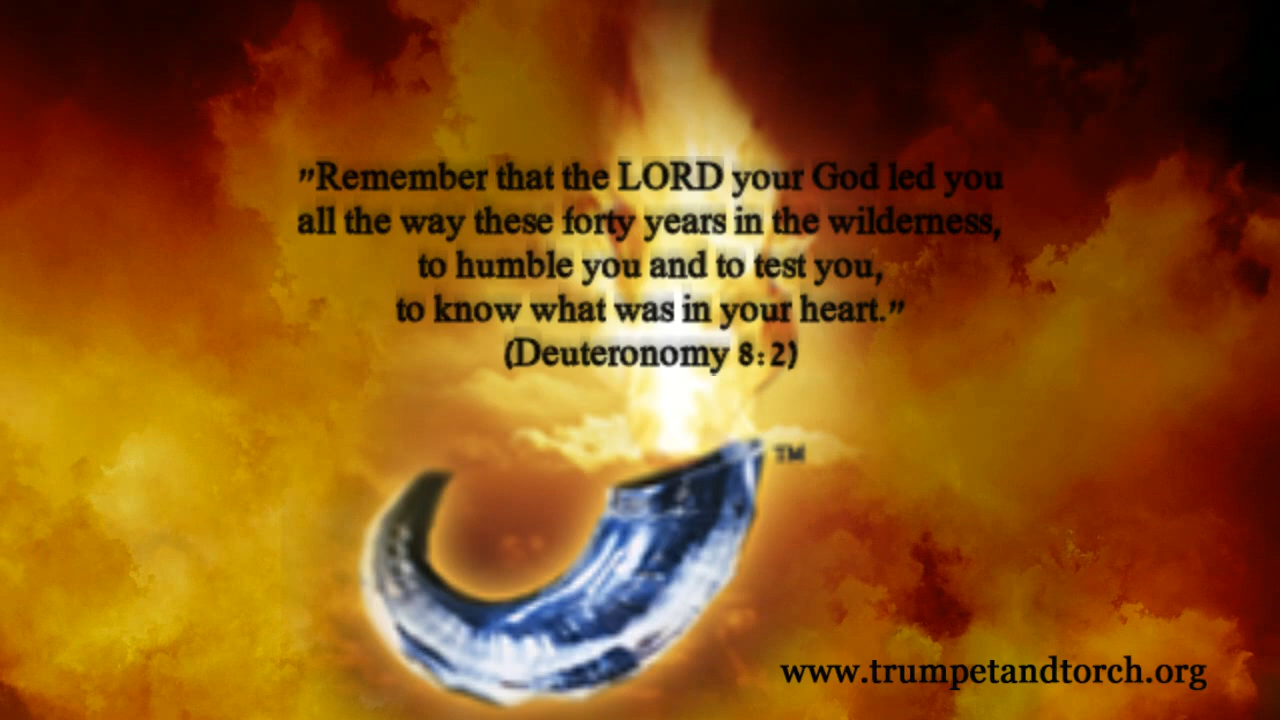 "Remember that the LORD your God led you
all the way these forty years in the wilderness,
to humble you and to test you,
to know what was in your heart."
(Deuteronomy 8:2)
TM
www.trumpetandtorch.org